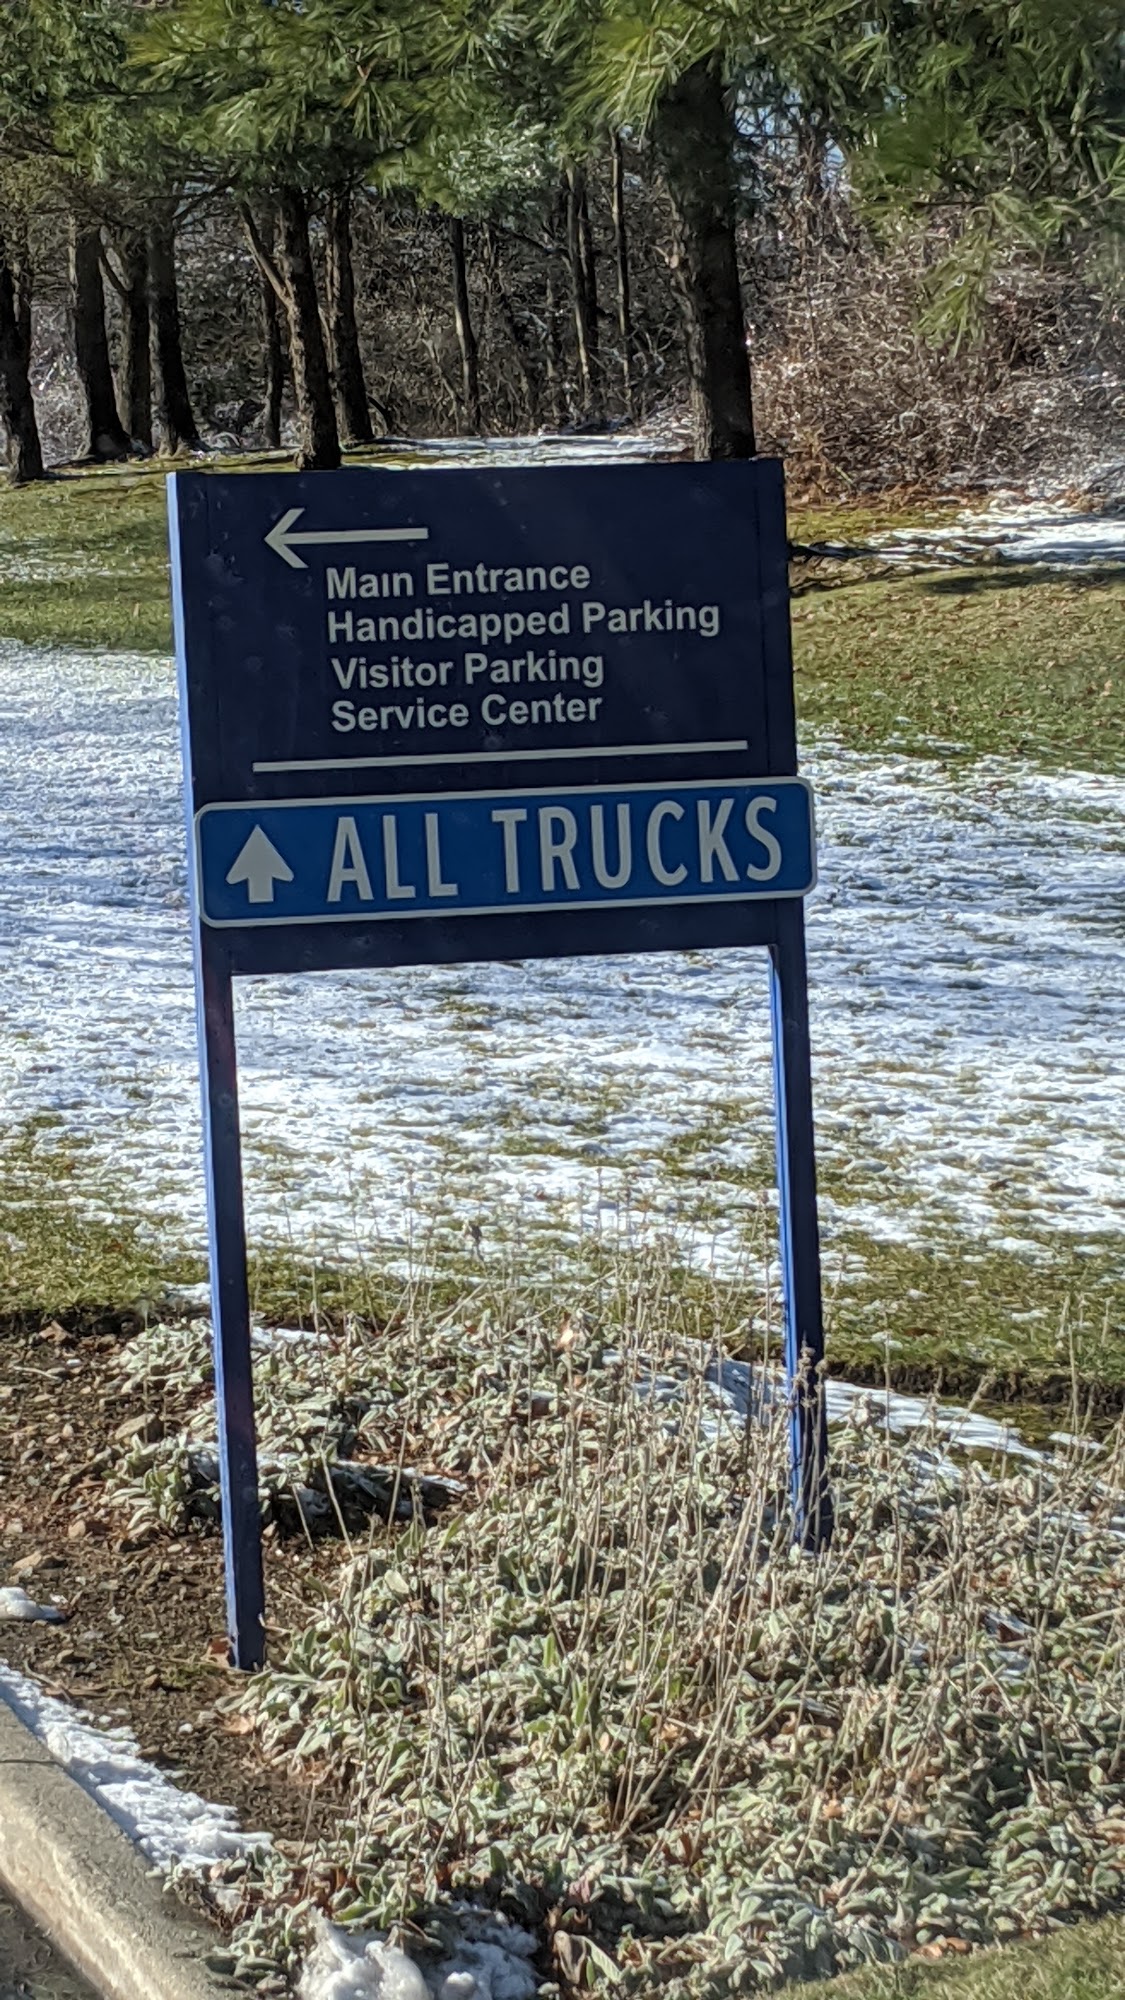 Main Entrance
Handicapped Parking
Visitor Parking
Service Center
ALL TRUCKS